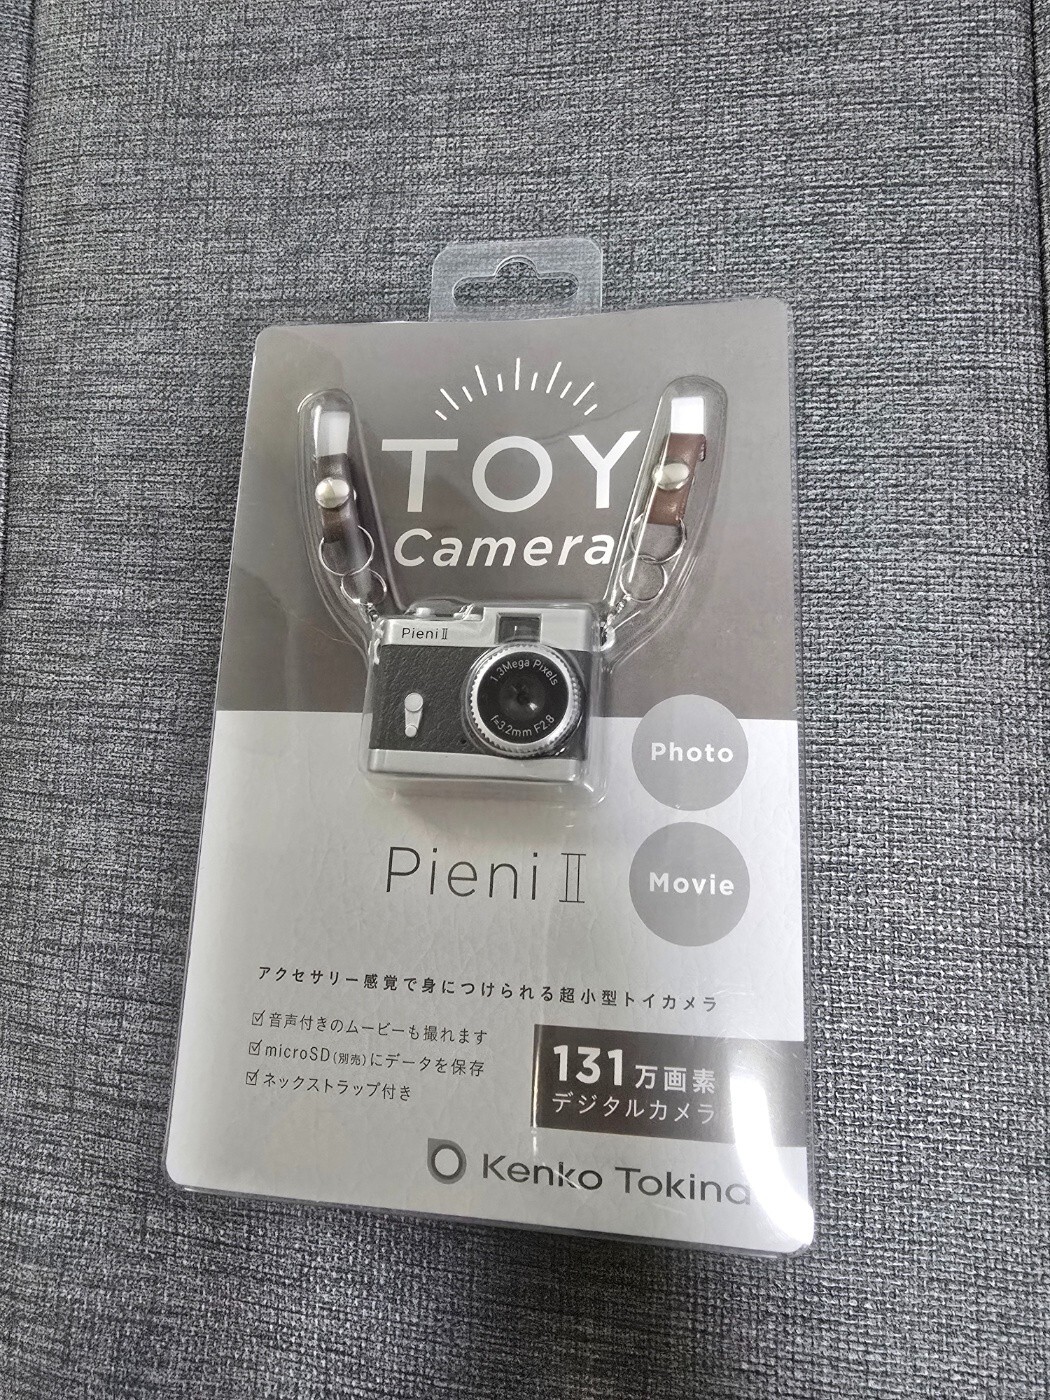 TOY
Camera
Pieni II
1.3Mega Pixels
f=3.2mm F2.8
Photo
Pieni II
Movie
アクセサリー感覚で身につけられる超小型トイカメラ
音声付きのムービーも撮れます
microSD(別売)にデータを保存
ネックストラップ付き
131万画素
デジタルカメラ
Kenko Tokina